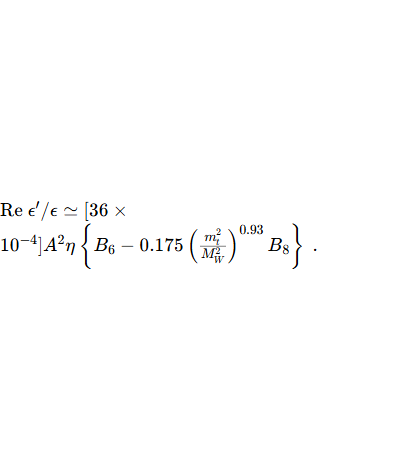 Re ϵ′/ϵ ≃ [36 ×
10⁻⁴]A²η { B₆ − 0.175 ( m_t² / M_W² )^0.93 B₈ } .